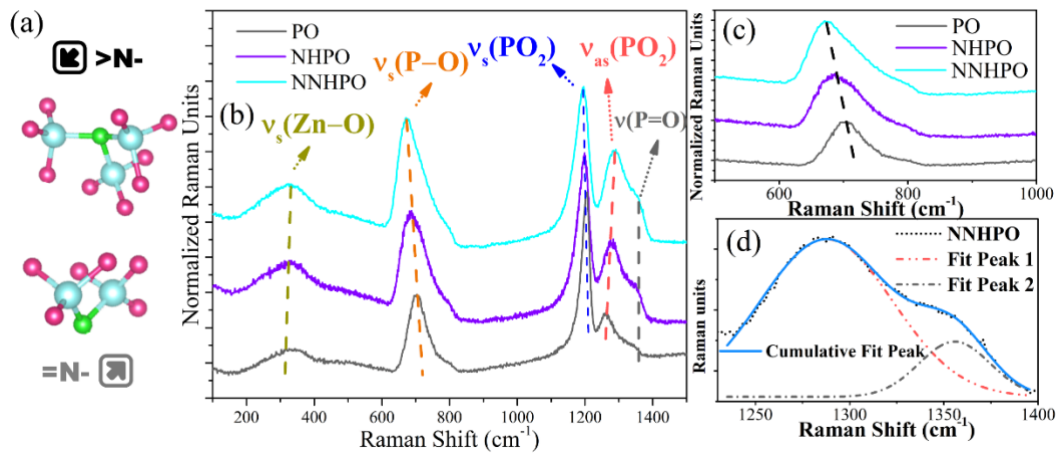 (a)
>N-
=N-
(b)
PO
NHPO
NNHPO
νs(Zn−O)
νs(P−O)
νs(PO2)
νas(PO2)
ν(P=O)
Normalized Raman Units
200 400 600 800 1000 1200 1400
Raman Shift (cm-1)
(c)
PO
NHPO
NNHPO
Normalized Raman Units
600 800 1000
Raman Shift (cm-1)
(d)
NNHPO
Fit Peak 1
Fit Peak 2
Cumulative Fit Peak
Raman units
1250 1300 1350 1400
Raman Shift (cm-1)